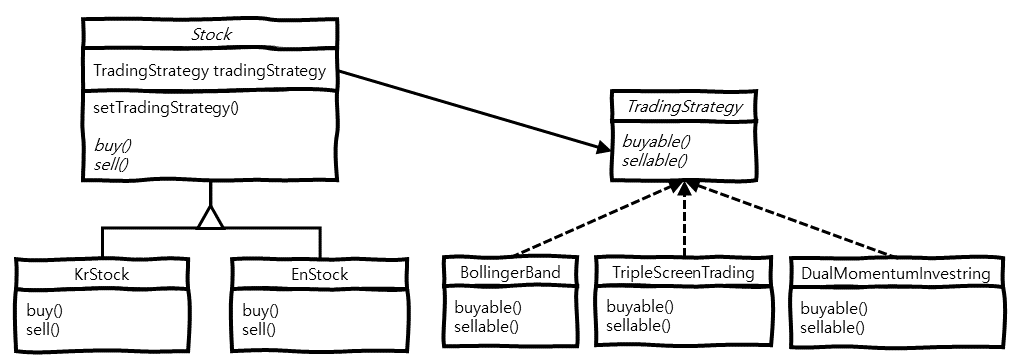 Stock
TradingStrategy tradingStrategy
setTradingStrategy()
buy()
sell()
TradingStrategy
buyable()
sellable()
KrStock
buy()
sell()
EnStock
buy()
sell()
BollingerBand
buyable()
sellable()
TripleScreenTrading
buyable()
sellable()
DualMomentumInvestring
buyable()
sellable()